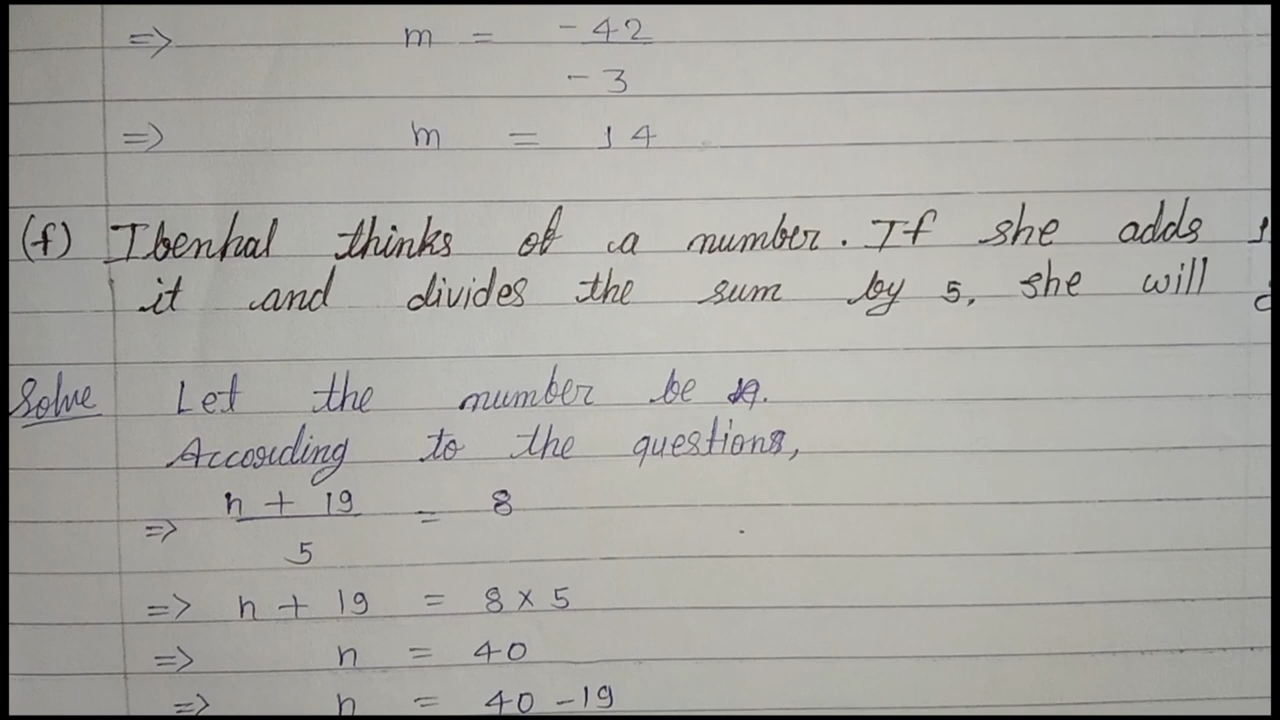 => m = -42
-3
=> m = 14
(f) Ibenhal thinks of a number. If she adds
it and divides the sum by 5, she will
Solve Let the number be
According to the questions,
=> n + 19 = 8
5
=> n + 19 = 8 × 5
=> n = 40
=> n = 40 - 19